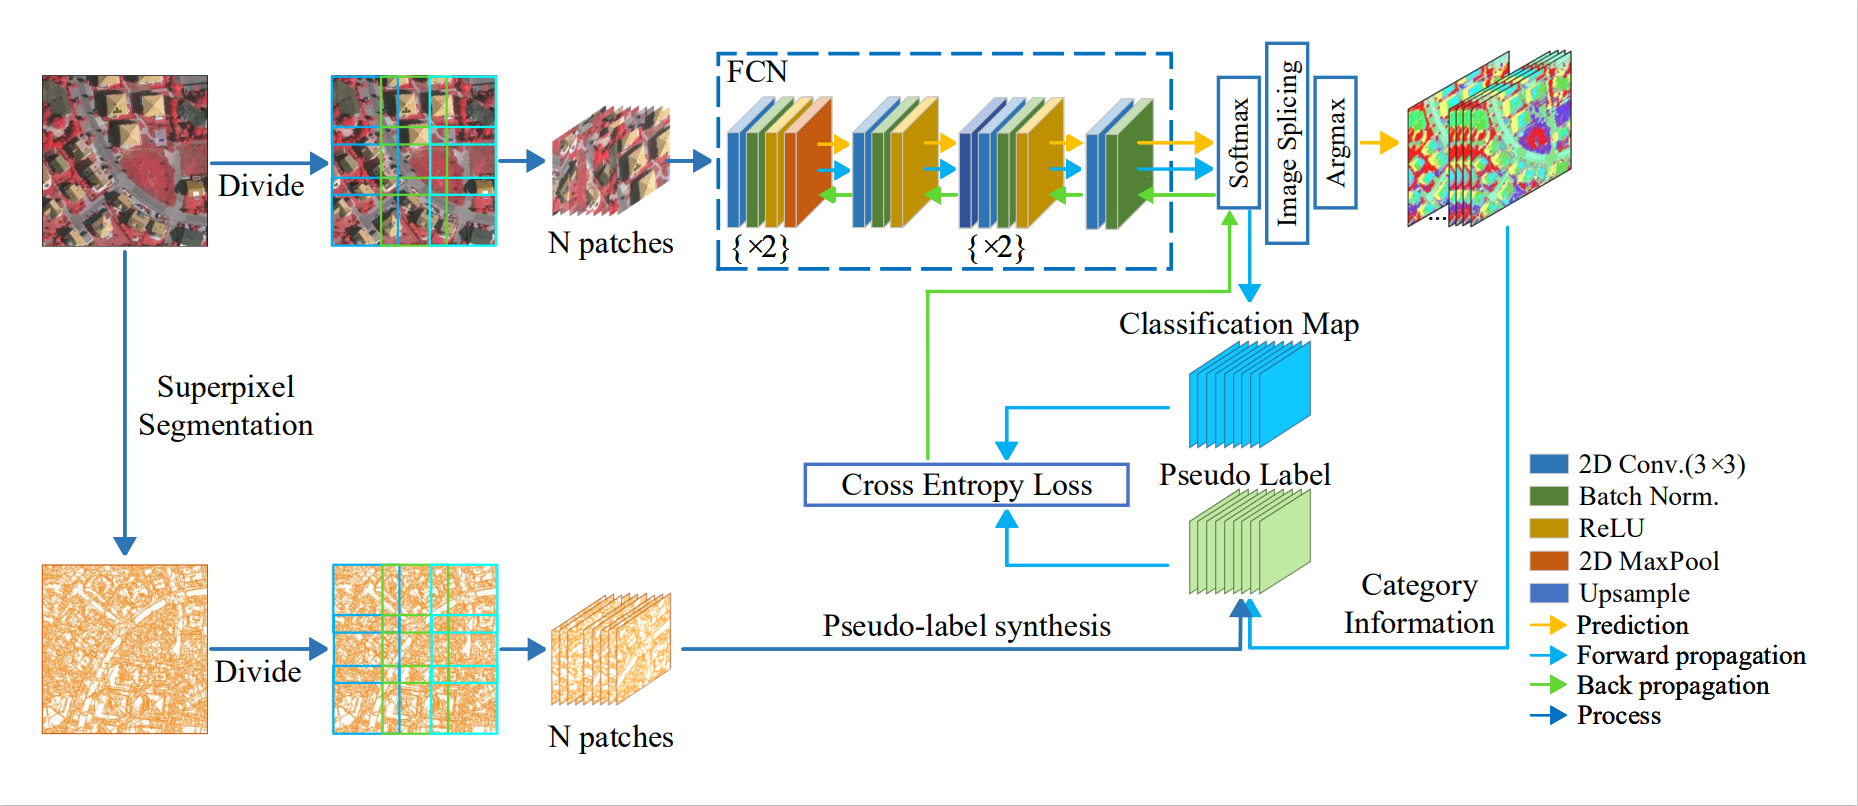 FCN
Softmax
Image Splicing
Argmax
Divide
N patches
{×2}
{×2}
...
Classification Map
Superpixel
Segmentation
Cross Entropy Loss
Pseudo Label
Category
Information
Pseudo-label synthesis
Divide
N patches
2D Conv.(3×3)
Batch Norm.
ReLU
2D MaxPool
Upsample
Prediction
Forward propagation
Back propagation
Process